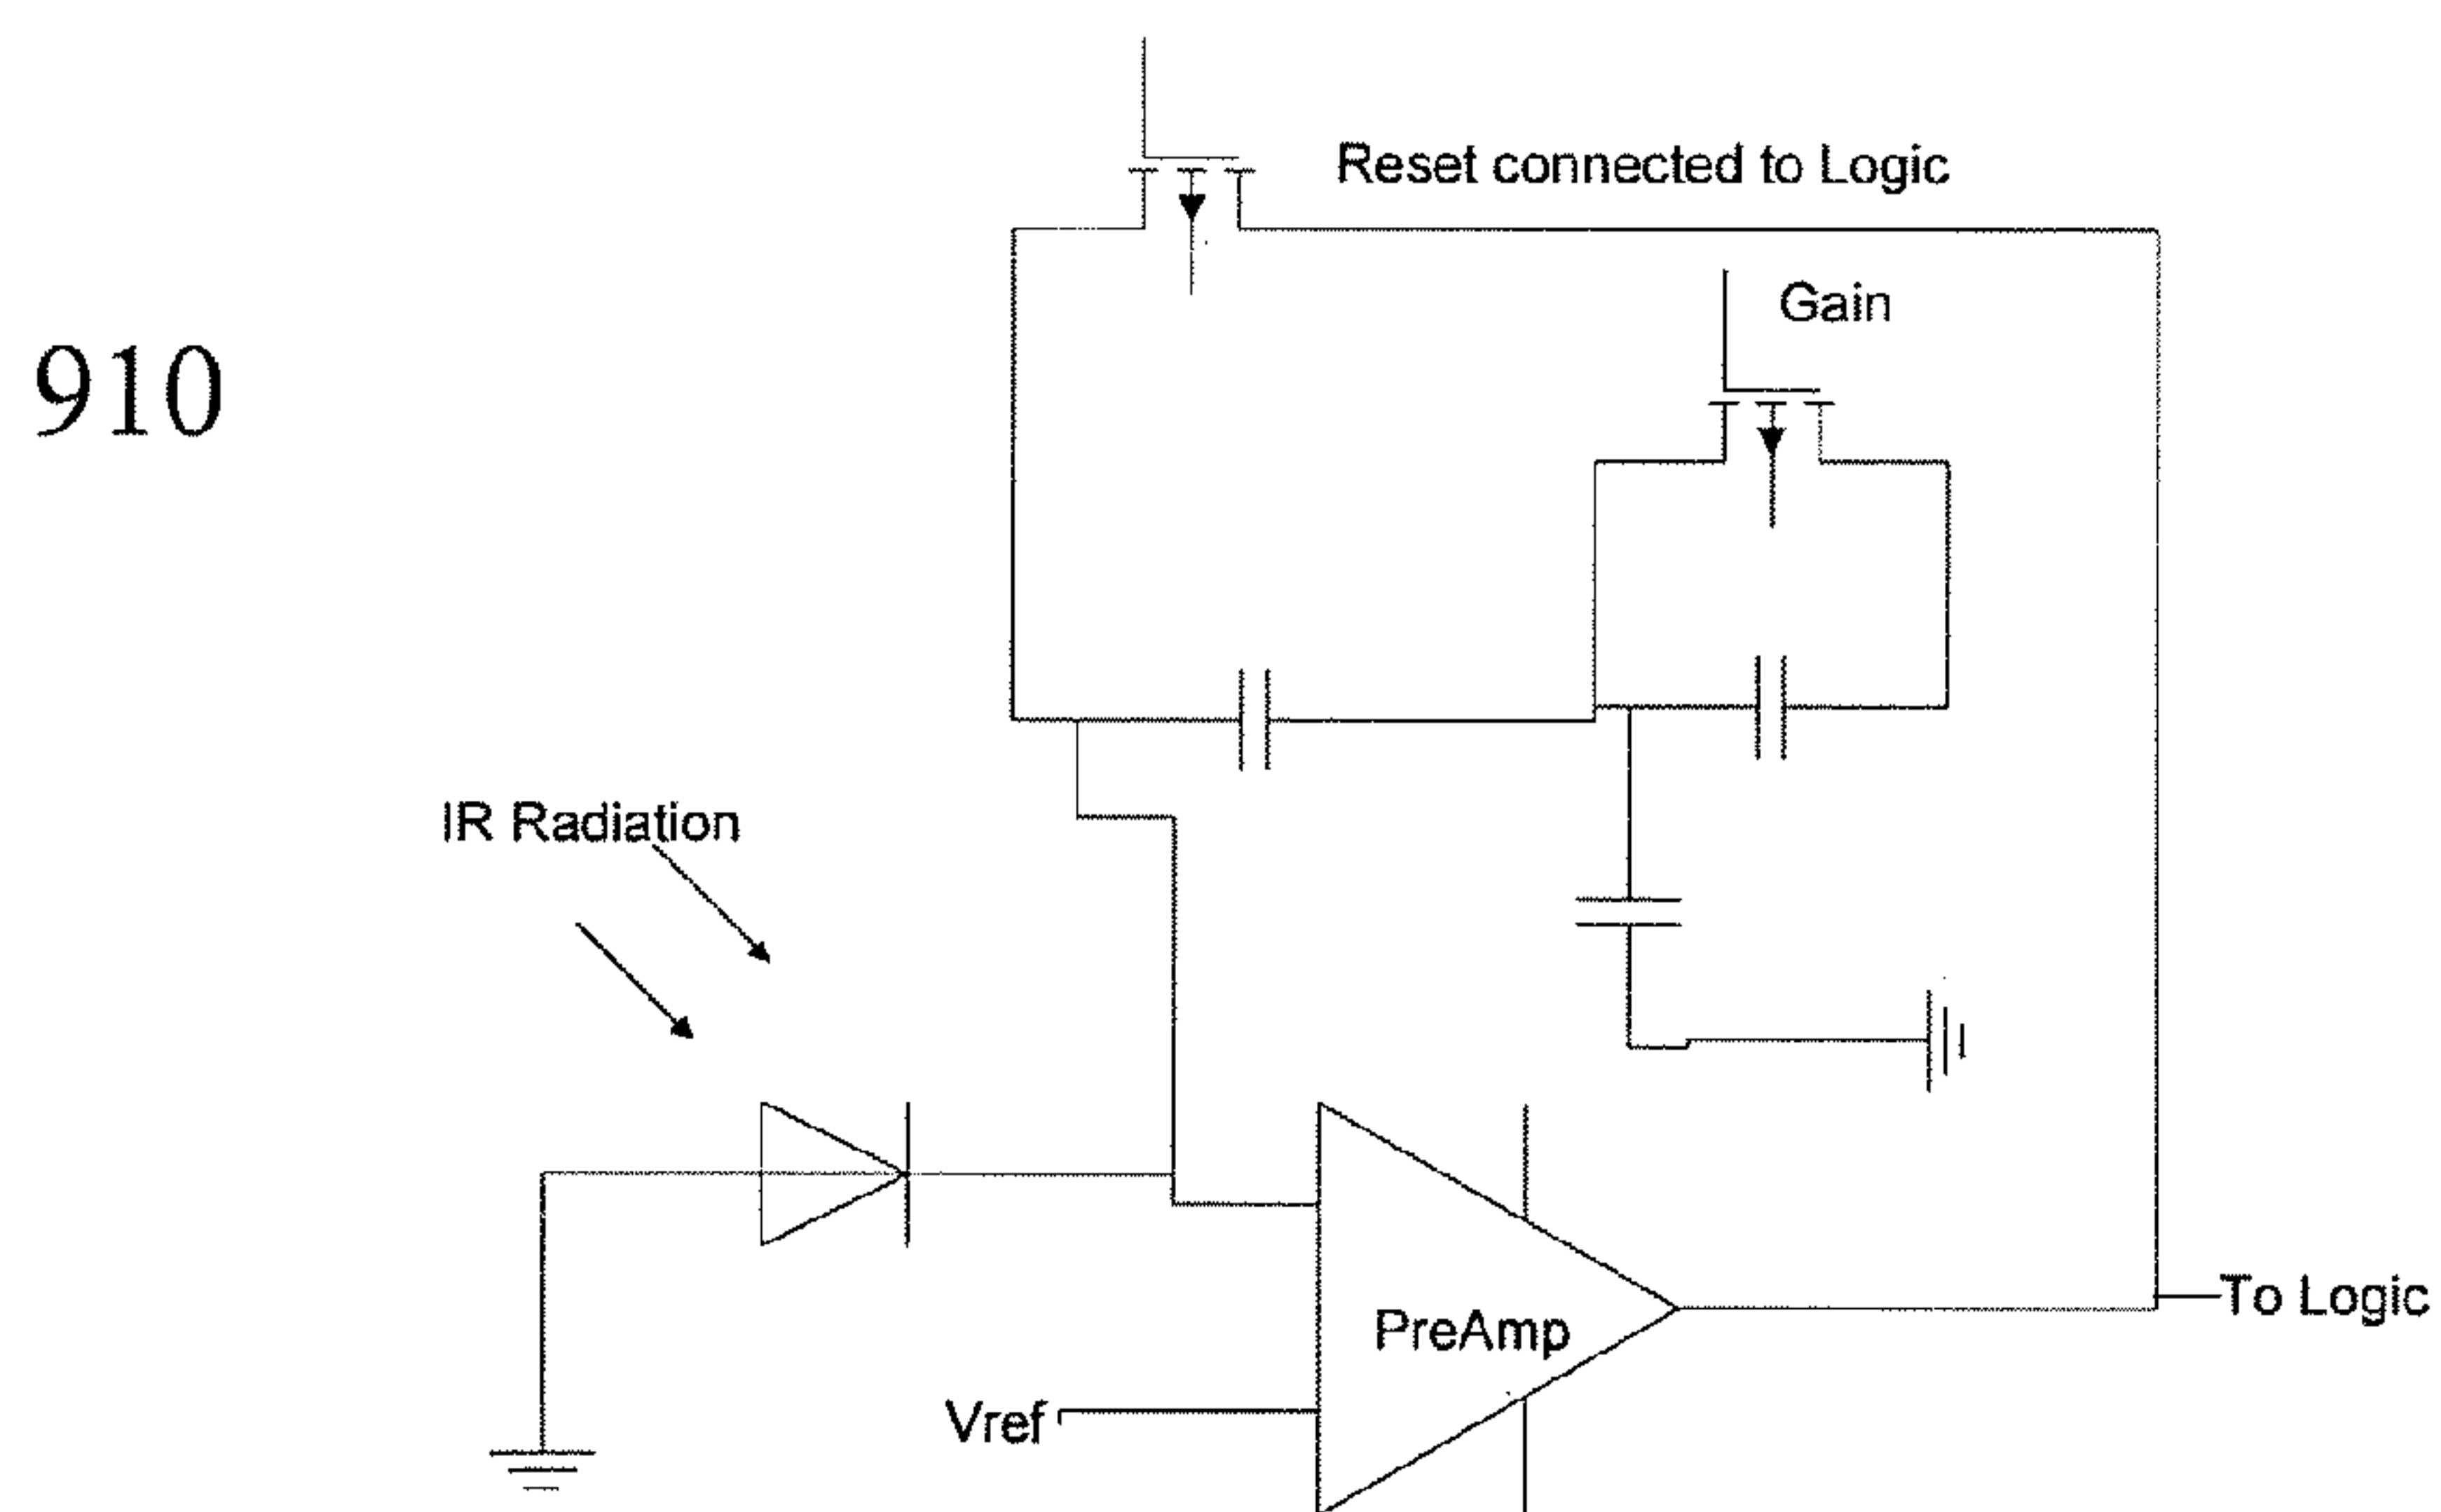 Reset connected to Logic
Gain
910
IR Radiation
PreAmp
To Logic
Vref